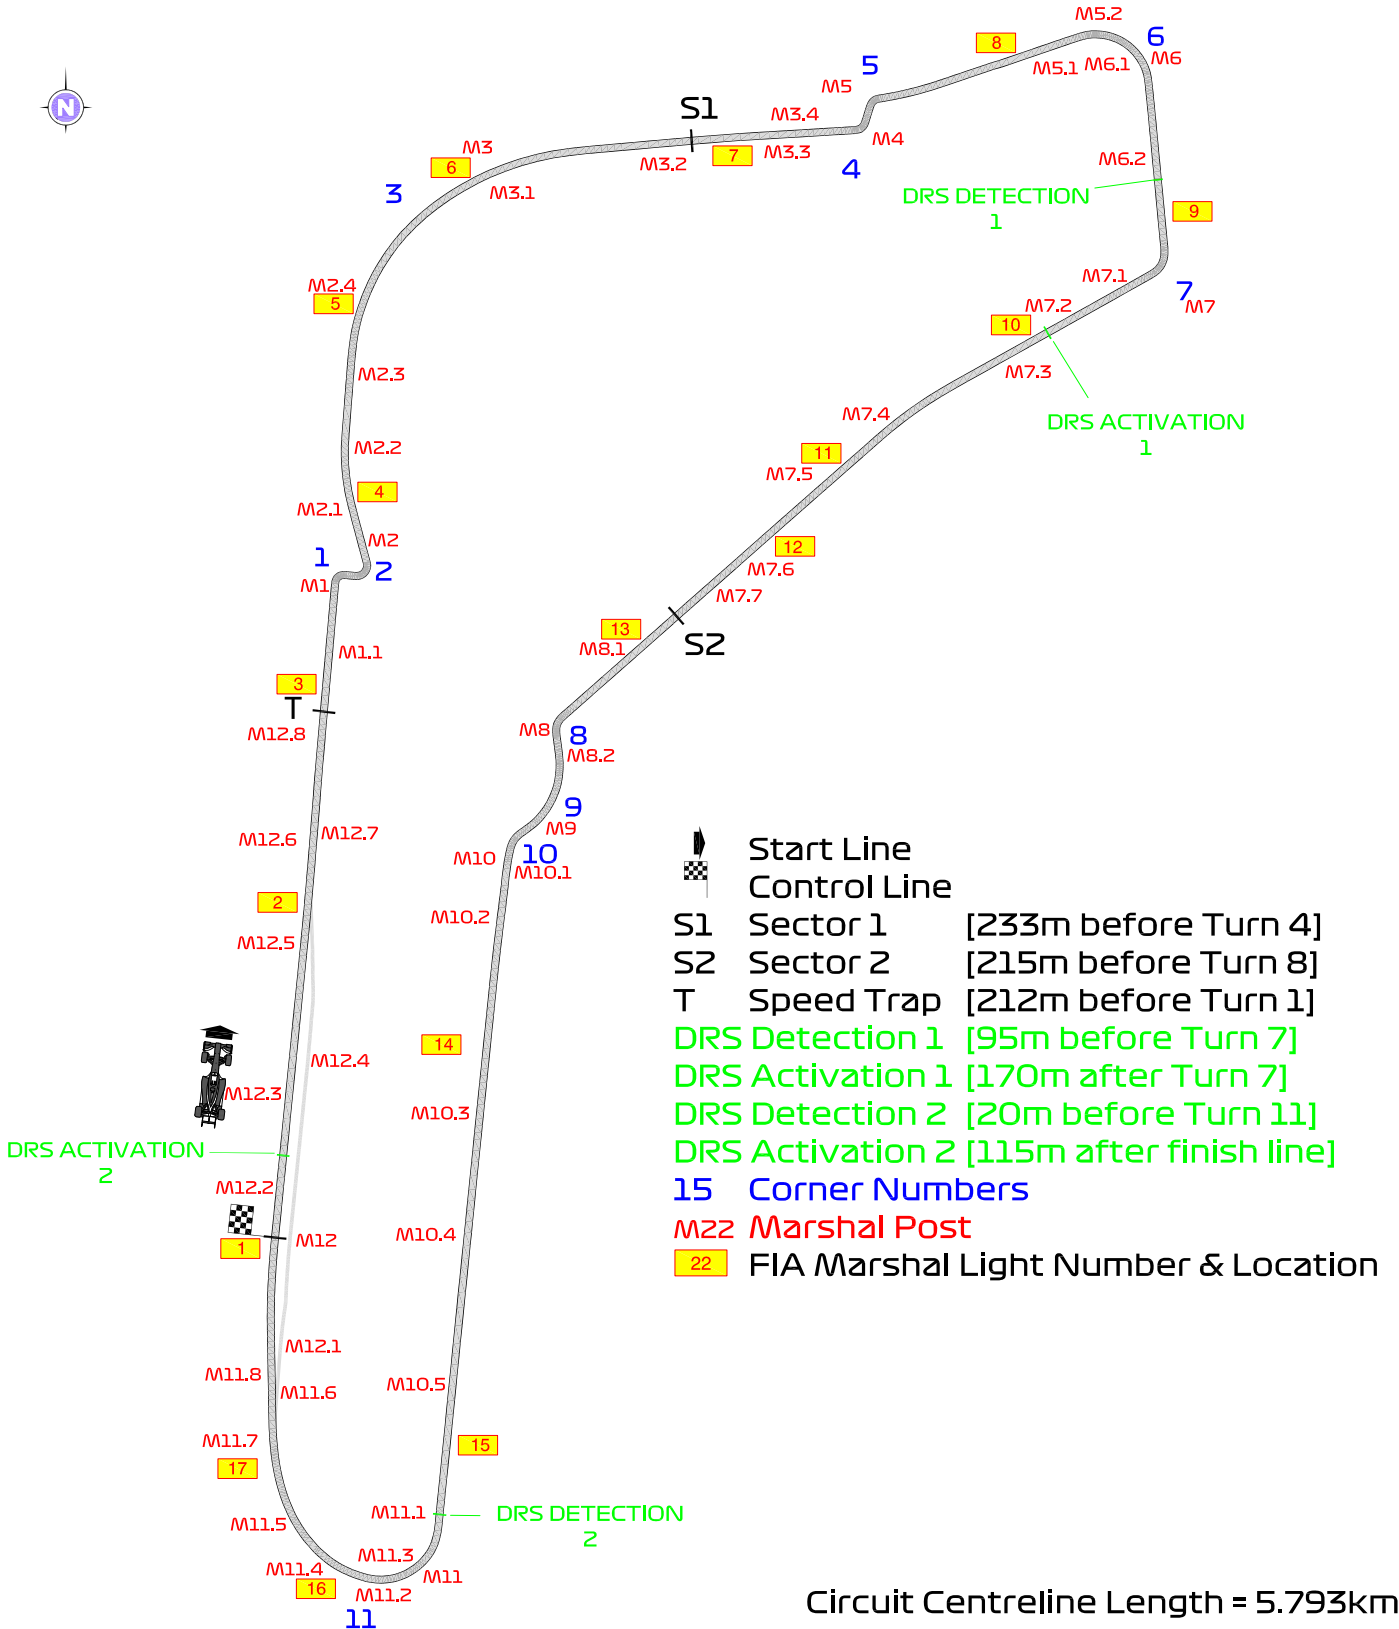 M5.2
6
8
M5.1
M6.1
M6
5
M5
N
S1
M3.4
M4
M3
6
M3.2
7
M3.3
4
M6.2
3
M3.1
DRS DETECTION
1
9
M2.4
5
M7.1
7
M7
M7.2
10
M2.3
M7.3
M7.4
DRS ACTIVATION
1
M2.2
11
M7.5
4
M2.1
M2
12
1
2
M7.6
M1
M7.7
13
M8.1
S2
M1.1
3
T
M12.8
M8
8
M8.2
9
M12.6
M12.7
M9
M10
10
M10.1
2
M10.2
M12.5
14
M12.4
M12.3
M10.3
DRS ACTIVATION
2
M12.2
M12
1
M10.4
M12.1
M11.8
M11.6
M10.5
M11.7
15
17
M11.1
DRS DETECTION
2
M11.5
M11.3
M11.4
M11
16
M11.2
11
Start Line
Control Line
S1 Sector 1 [233m before Turn 4]
S2 Sector 2 [215m before Turn 8]
T Speed Trap [212m before Turn 1]
DRS Detection 1 [95m before Turn 7]
DRS Activation 1 [170m after Turn 7]
DRS Detection 2 [20m before Turn 11]
DRS Activation 2 [115m after finish line]
15 Corner Numbers
M22 Marshal Post
22 FIA Marshal Light Number & Location
Circuit Centreline Length = 5.793km